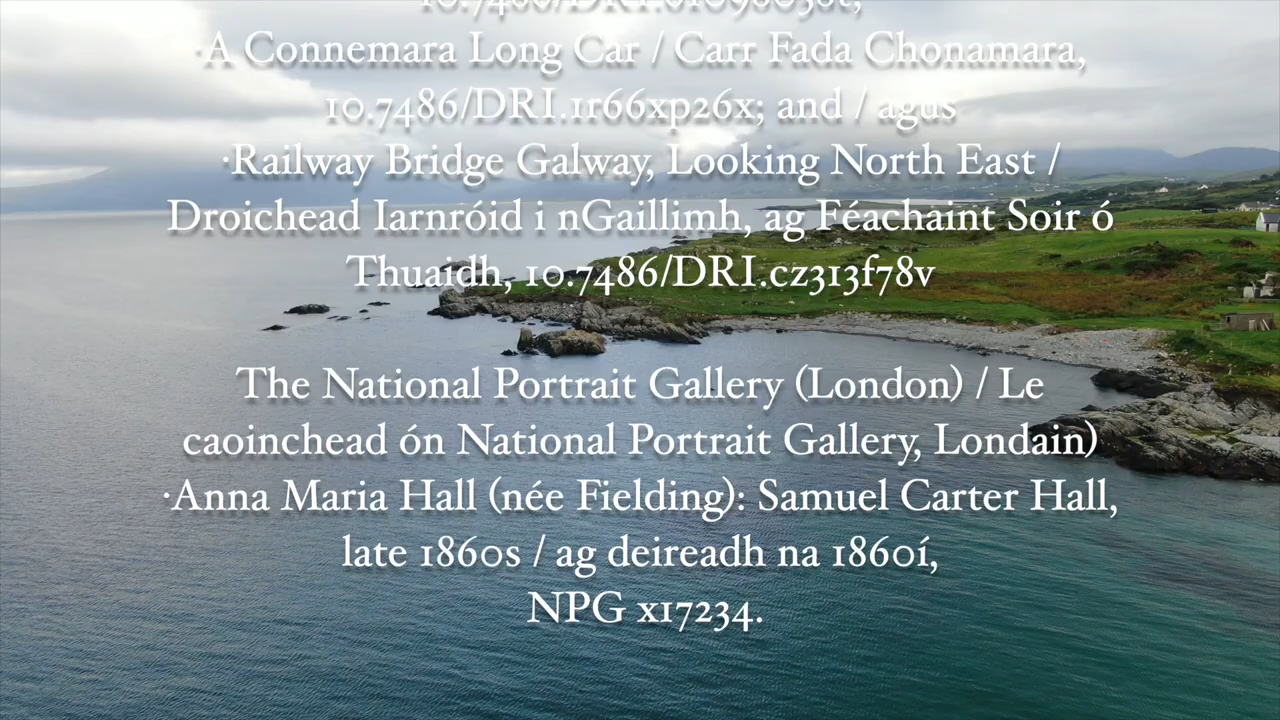 ·A Connemara Long Car / Carr Fada Chonamara,
10.7486/DRI.1r66xp26x; and / agus
·Railway Bridge Galway, Looking North East /
Droichead Iarnróid i nGaillimh, ag Féachaint Soir ó
Thuaidh, 10.7486/DRI.cz313f78v
The National Portrait Gallery (London) / Le
caoinchead ón National Portrait Gallery, Londain)
·Anna Maria Hall (née Fielding): Samuel Carter Hall,
late 1860s / ag deireadh na 1860í,
NPG x17234.